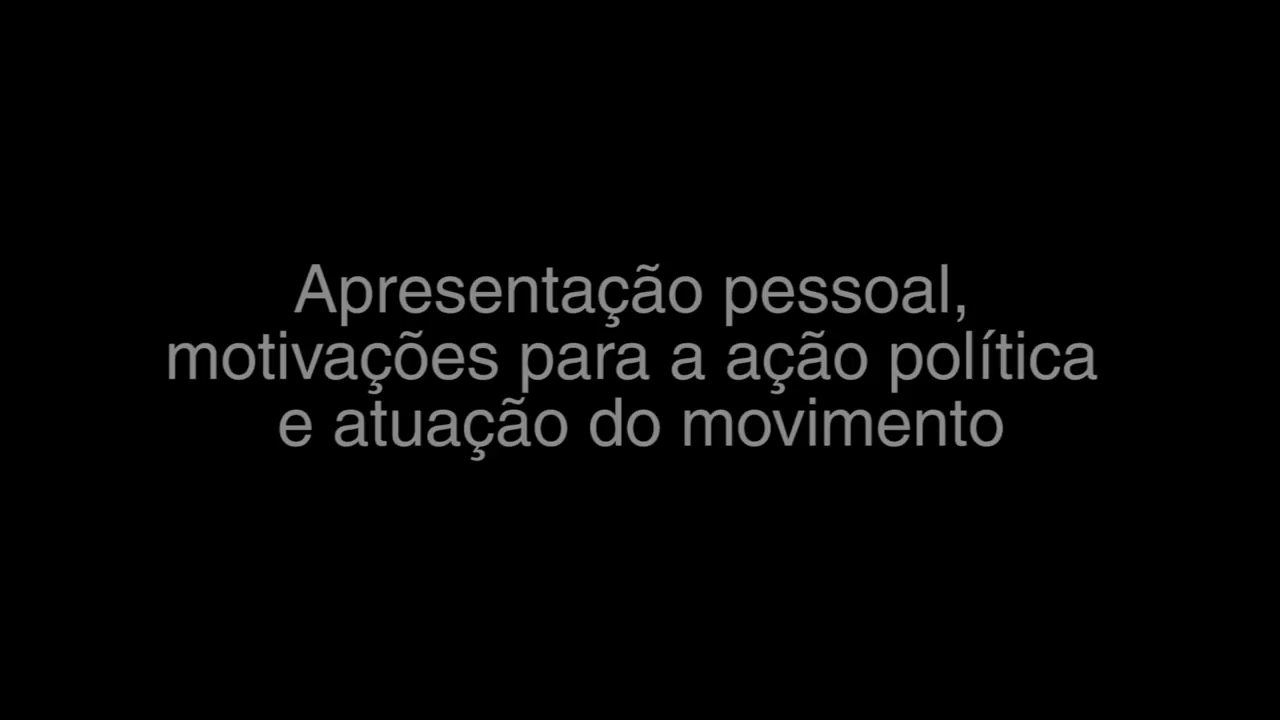 Apresentação pessoal,
motivações para a ação política
e atuação do movimento